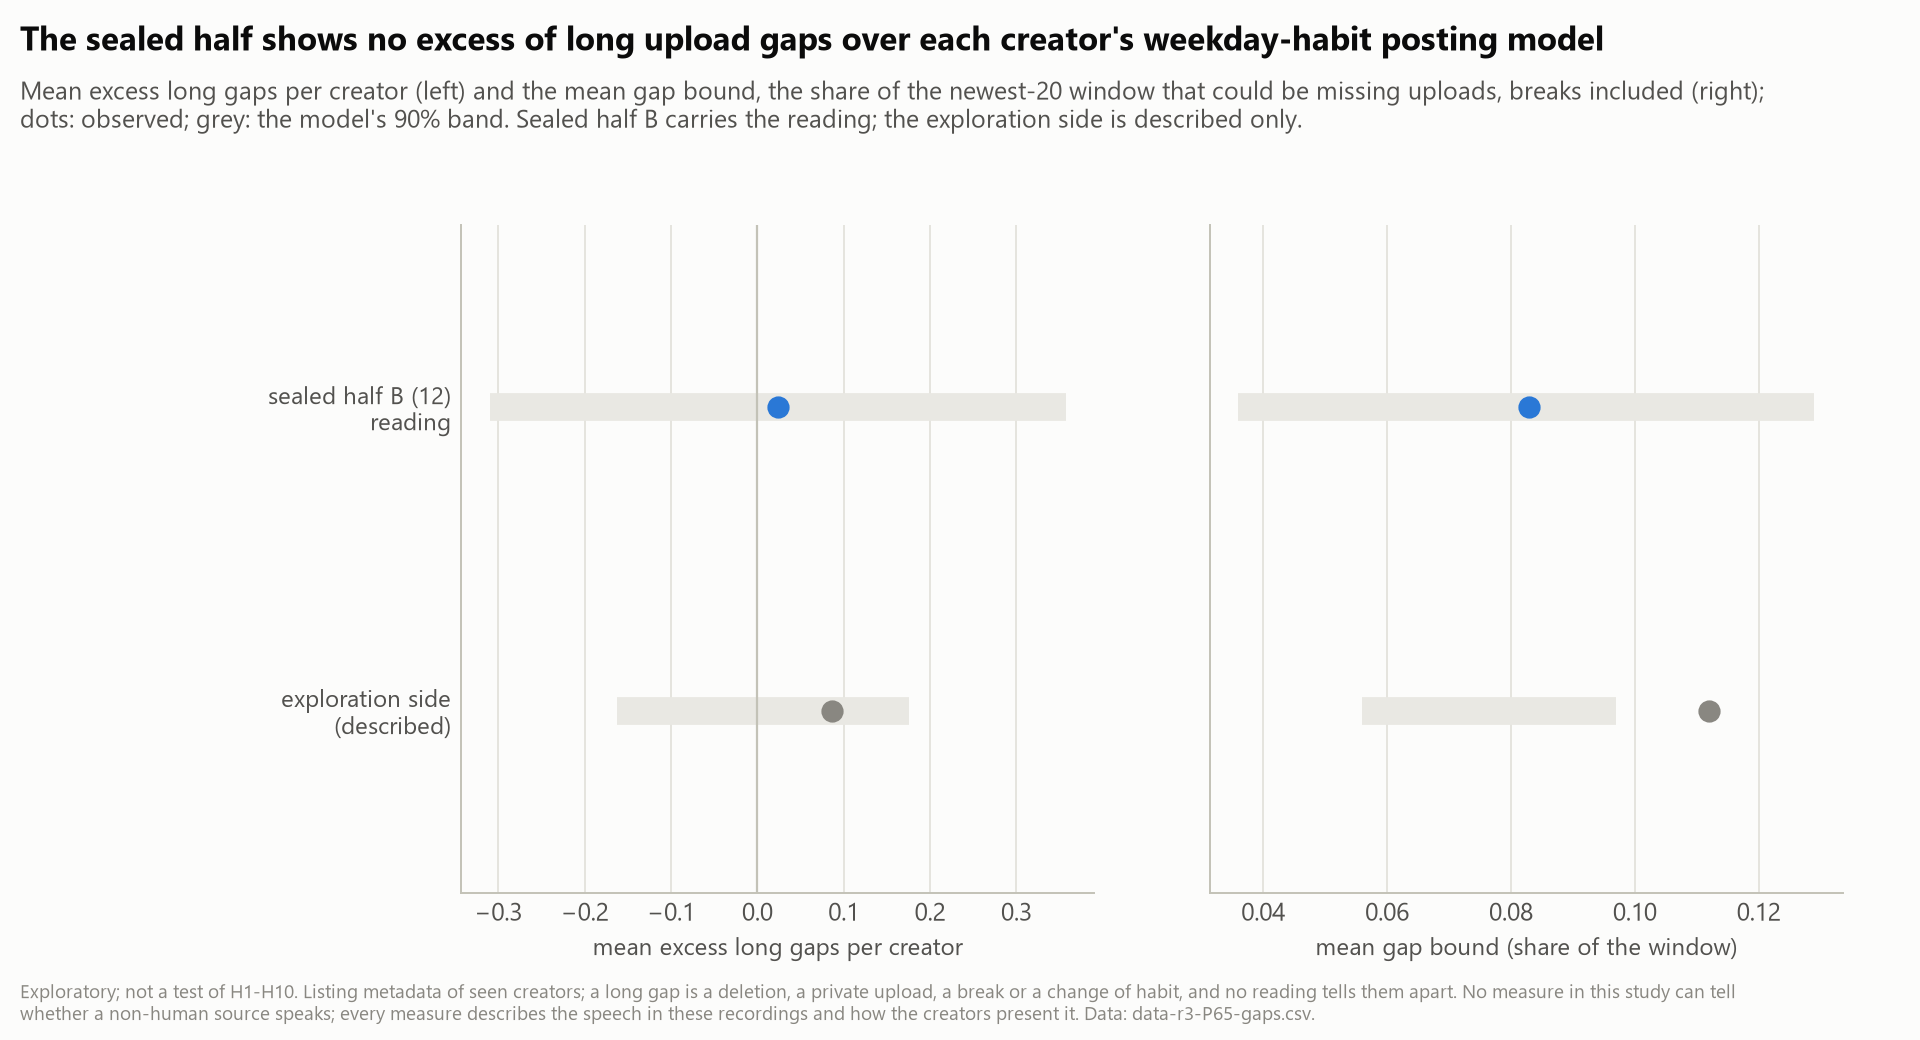 The sealed half shows no excess of long upload gaps over each creator's weekday-habit posting model
Mean excess long gaps per creator (left) and the mean gap bound, the share of the newest-20 window that could be missing uploads, breaks included (right);
dots: observed; grey: the model's 90% band. Sealed half B carries the reading; the exploration side is described only.
sealed half B (12)
reading
exploration side
(described)
−0.3 −0.2 −0.1 0.0 0.1 0.2 0.3
mean excess long gaps per creator
0.04 0.06 0.08 0.10 0.12
mean gap bound (share of the window)
Exploratory; not a test of H1-H10. Listing metadata of seen creators; a long gap is a deletion, a private upload, a break or a change of habit, and no reading tells them apart. No measure in this study can tell
whether a non-human source speaks; every measure describes the speech in these recordings and how the creators present it. Data: data-r3-P65-gaps.csv.